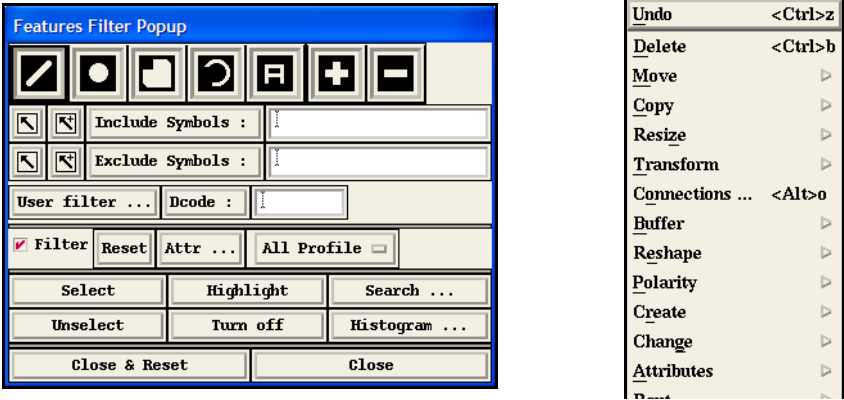 Features Filter Popup
A
Include Symbols :
Exclude Symbols :
User filter ... Dcode :
Filter Reset Attr ... All Profile
Select Highlight Search ...
Unselect Turn off Histogram ...
Close & Reset Close
Undo <Ctrl>z
Delete <Ctrl>b
Move
Copy
Resize
Transform
Connections ... <Alt>o
Buffer
Reshape
Polarity
Create
Change
Attributes